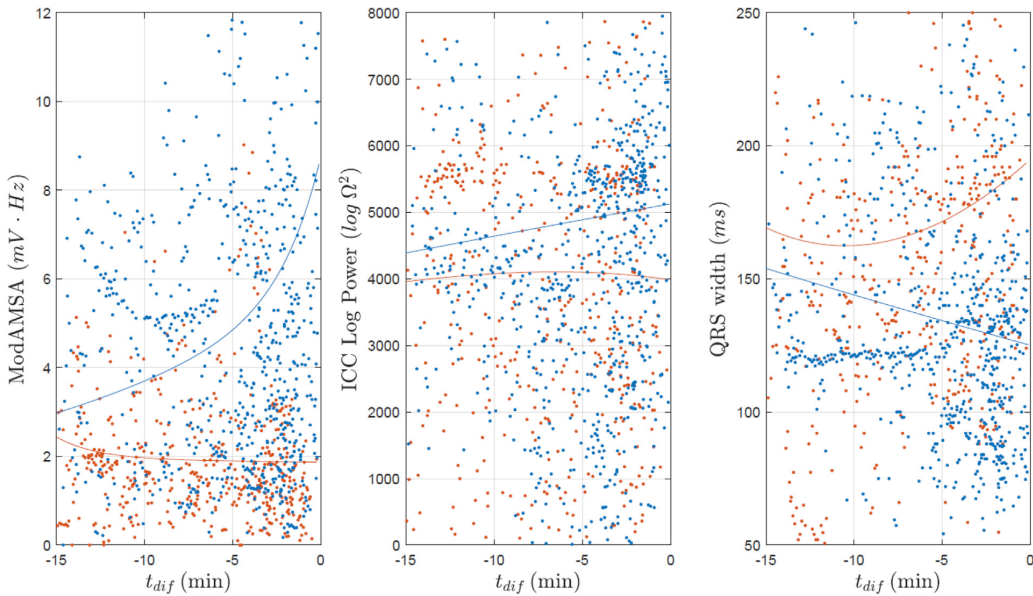 12
10
8
6
4
2
0
ModAMSA (mV · Hz)
-15 -10 -5 0
t_dif (min)
8000
7000
6000
5000
4000
3000
2000
1000
0
ICC Log Power (log Ω²)
-15 -10 -5 0
t_dif (min)
250
200
150
100
50
QRS width (ms)
-15 -10 -5 0
t_dif (min)